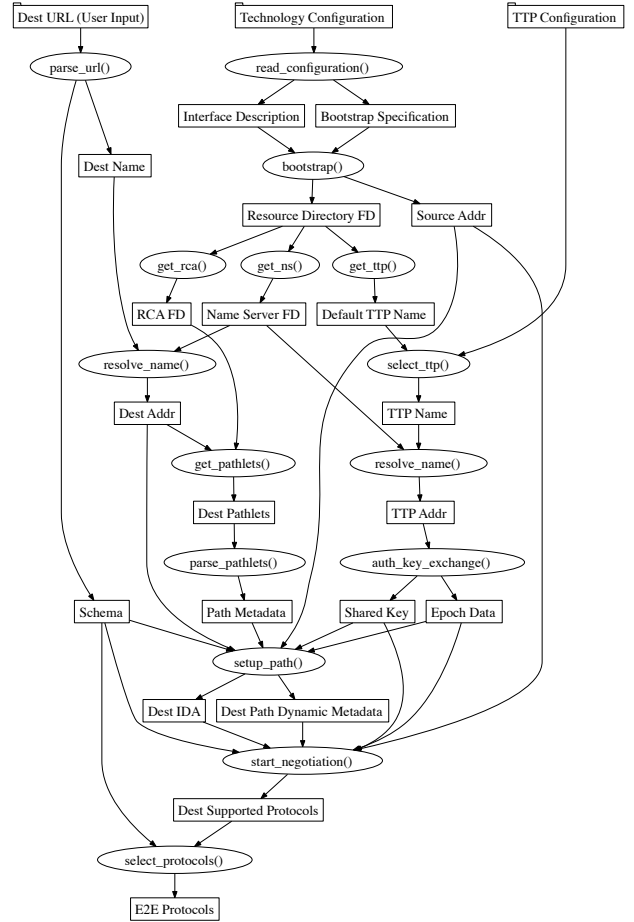 Dest URL (User Input)
Technology Configuration
TTP Configuration
parse_url()
read_configuration()
Interface Description
Bootstrap Specification
Dest Name
bootstrap()
Resource Directory FD
Source Addr
get_rca()
get_ns()
get_ttp()
RCA FD
Name Server FD
Default TTP Name
resolve_name()
select_ttp()
Dest Addr
TTP Name
get_pathlets()
resolve_name()
Dest Pathlets
TTP Addr
parse_pathlets()
auth_key_exchange()
Schema
Path Metadata
Shared Key
Epoch Data
setup_path()
Dest IDA
Dest Path Dynamic Metadata
start_negotiation()
Dest Supported Protocols
select_protocols()
E2E Protocols